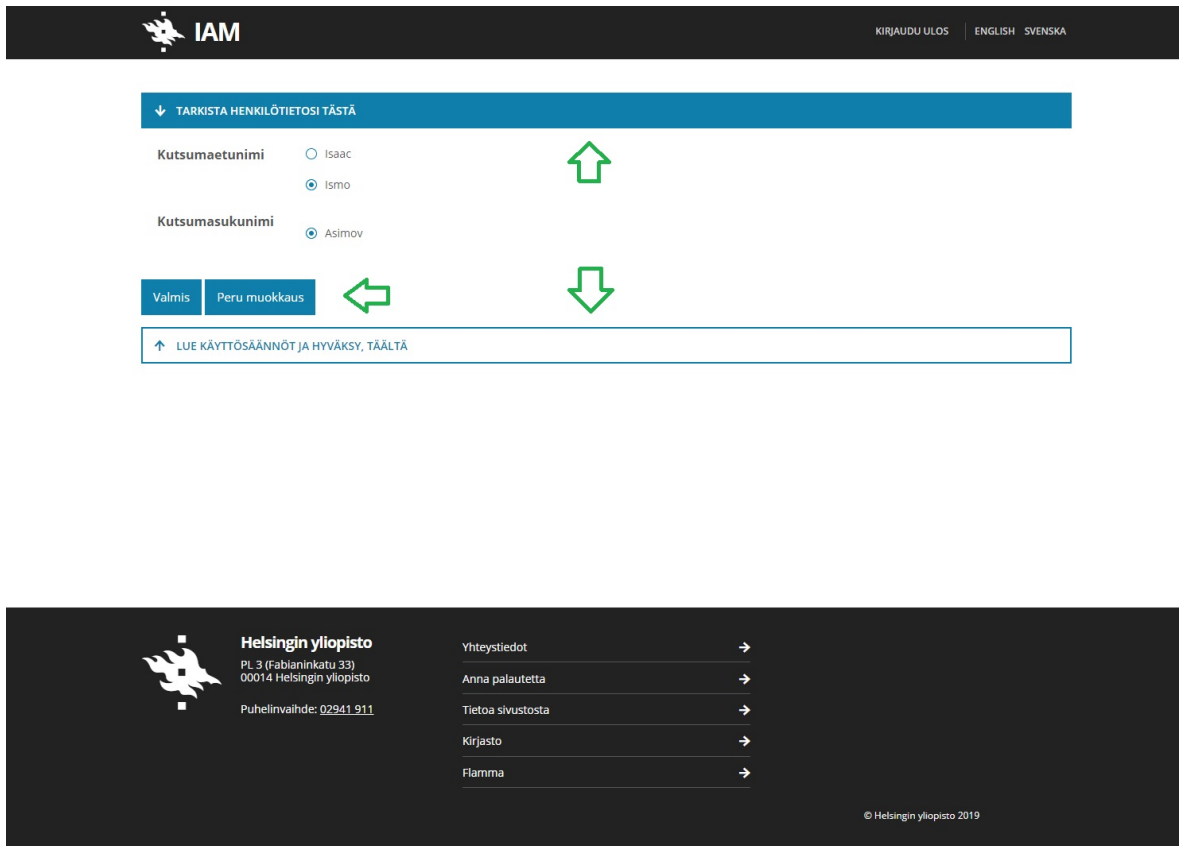 IAM
KIRJAUDU ULOS ENGLISH SVENSKA
TARKISTA HENKILÖTIETOSI TÄSTÄ
Kutsumaetunimi Isaac
Ismo
Kutsumasukunimi Asimov
Valmis Peru muokkaus
LUE KÄYTTÖSÄÄNNÖT JA HYVÄKSY, TÄÄLTÄ
Helsingin yliopisto
PL 3 (Fabianinkatu 33)
00014 Helsingin yliopisto
Puhelinvaihde: 02941 911
Yhteystiedot
Anna palautetta
Tietoa sivustosta
Kirjasto
Flamma
© Helsingin yliopisto 2019